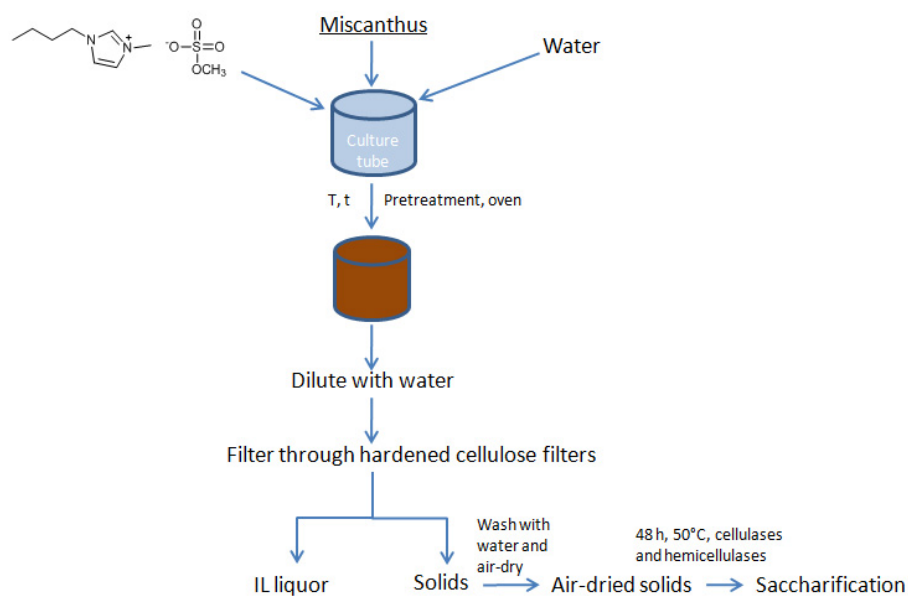 Miscanthus
Water
N
N
+
-O
S
O
O
OCH3
Culture
tube
T, t
Pretreatment, oven
Dilute with water
Filter through hardened cellulose filters
Wash with
water and
air-dry
48 h, 50°C, cellulases
and hemicellulases
IL liquor
Solids
Air-dried solids
Saccharification